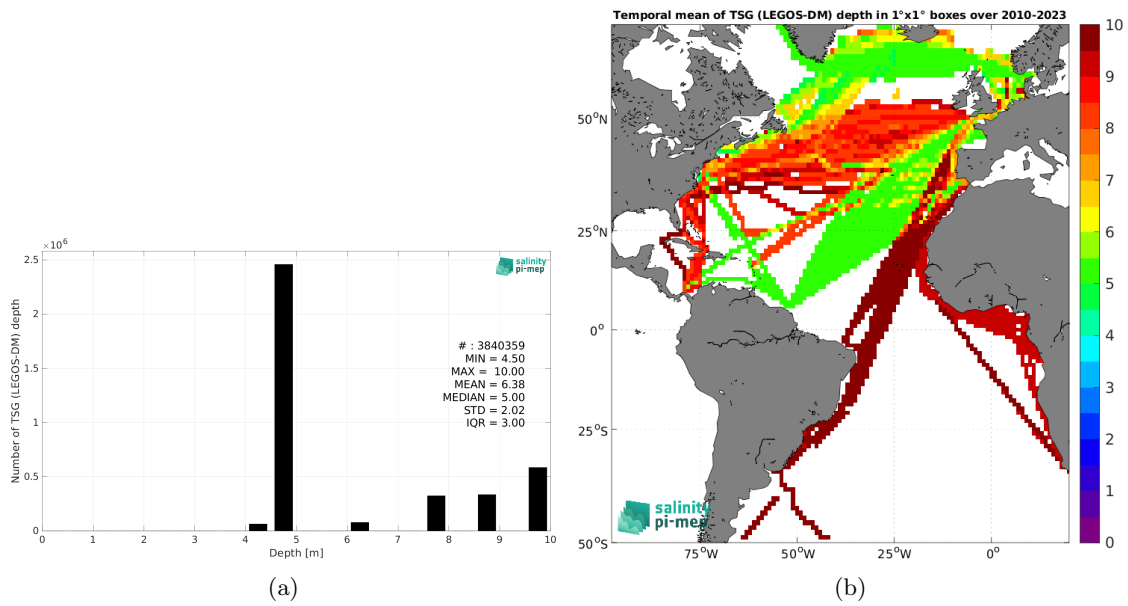 Temporal mean of TSG (LEGOS-DM) depth in 1°x1° boxes over 2010-2023
×10⁶
2.5
2
1.5
1
0.5
0
Number of TSG (LEGOS-DM) depth
salinity
pi-mep
# : 3840359
MIN = 4.50
MAX = 10.00
MEAN = 6.38
MEDIAN = 5.00
STD = 2.02
IQR = 3.00
0 1 2 3 4 5 6 7 8 9 10
Depth [m]
(a)
50°N
25°N
0°
25°S
50°S
75°W 50°W 25°W 0°
salinity
pi-mep
10
9
8
7
6
5
4
3
2
1
0
(b)